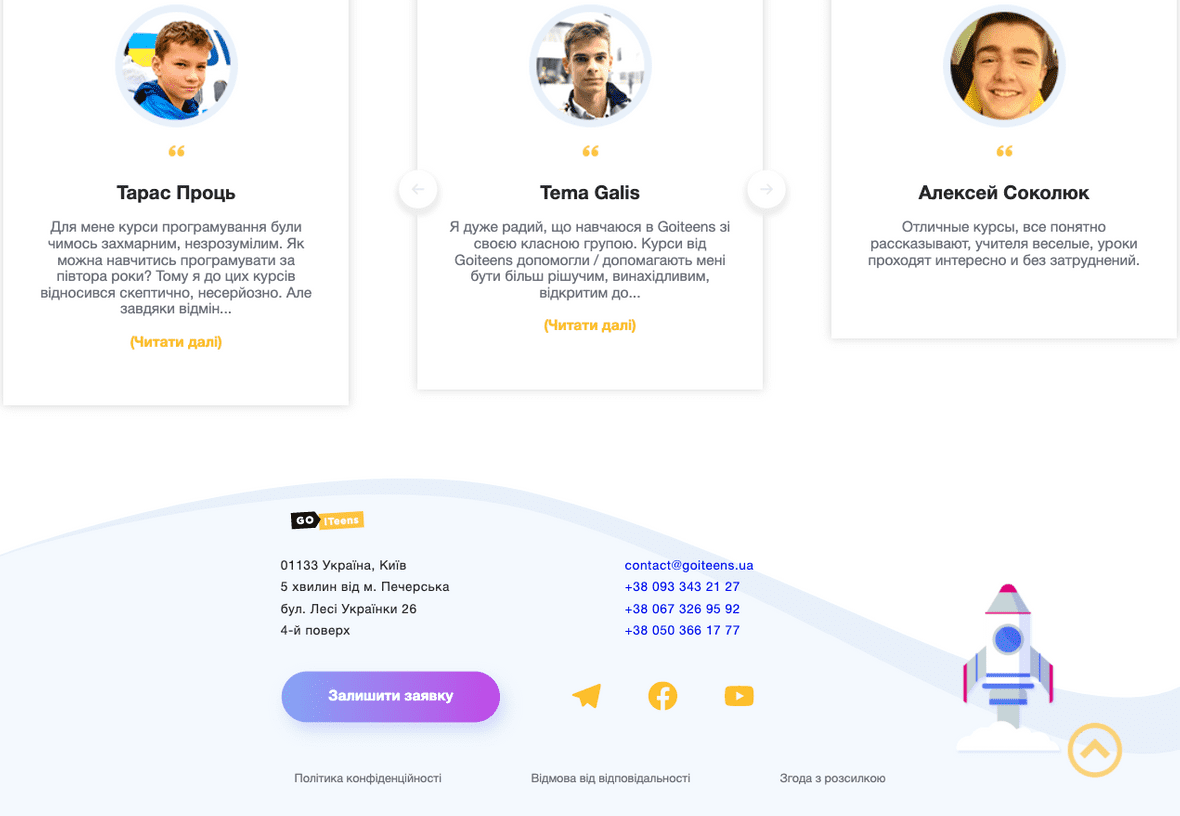 Тарас Проць
Для мене курси програмування були
чимось захмарним, незрозумілим. Як
можна навчитись програмувати за
півтора роки? Тому я до цих курсів
відносився скептично, несерйозно. Але
завдяки відмін...
(Читати далі)
Tema Galis
Я дуже радий, що навчаюся в Goiteens зі
своєю класною групою. Курси від
Goiteens допомогли / допомагають мені
бути більш рішучим, винахідливим,
відкритим до...
(Читати далі)
Алексей Соколюк
Отличные курсы, все понятно
рассказывают, учителя веселые, уроки
проходят интересно и без затруднений.
GO ITeens
01133 Україна, Київ
5 хвилин від м. Печерська
бул. Лесі Українки 26
4-й поверх
contact@goiteens.ua
+38 093 343 21 27
+38 067 326 95 92
+38 050 366 17 77
Залишити заявку
Політика конфіденційності
Відмова від відповідальності
Згода з розсилкою